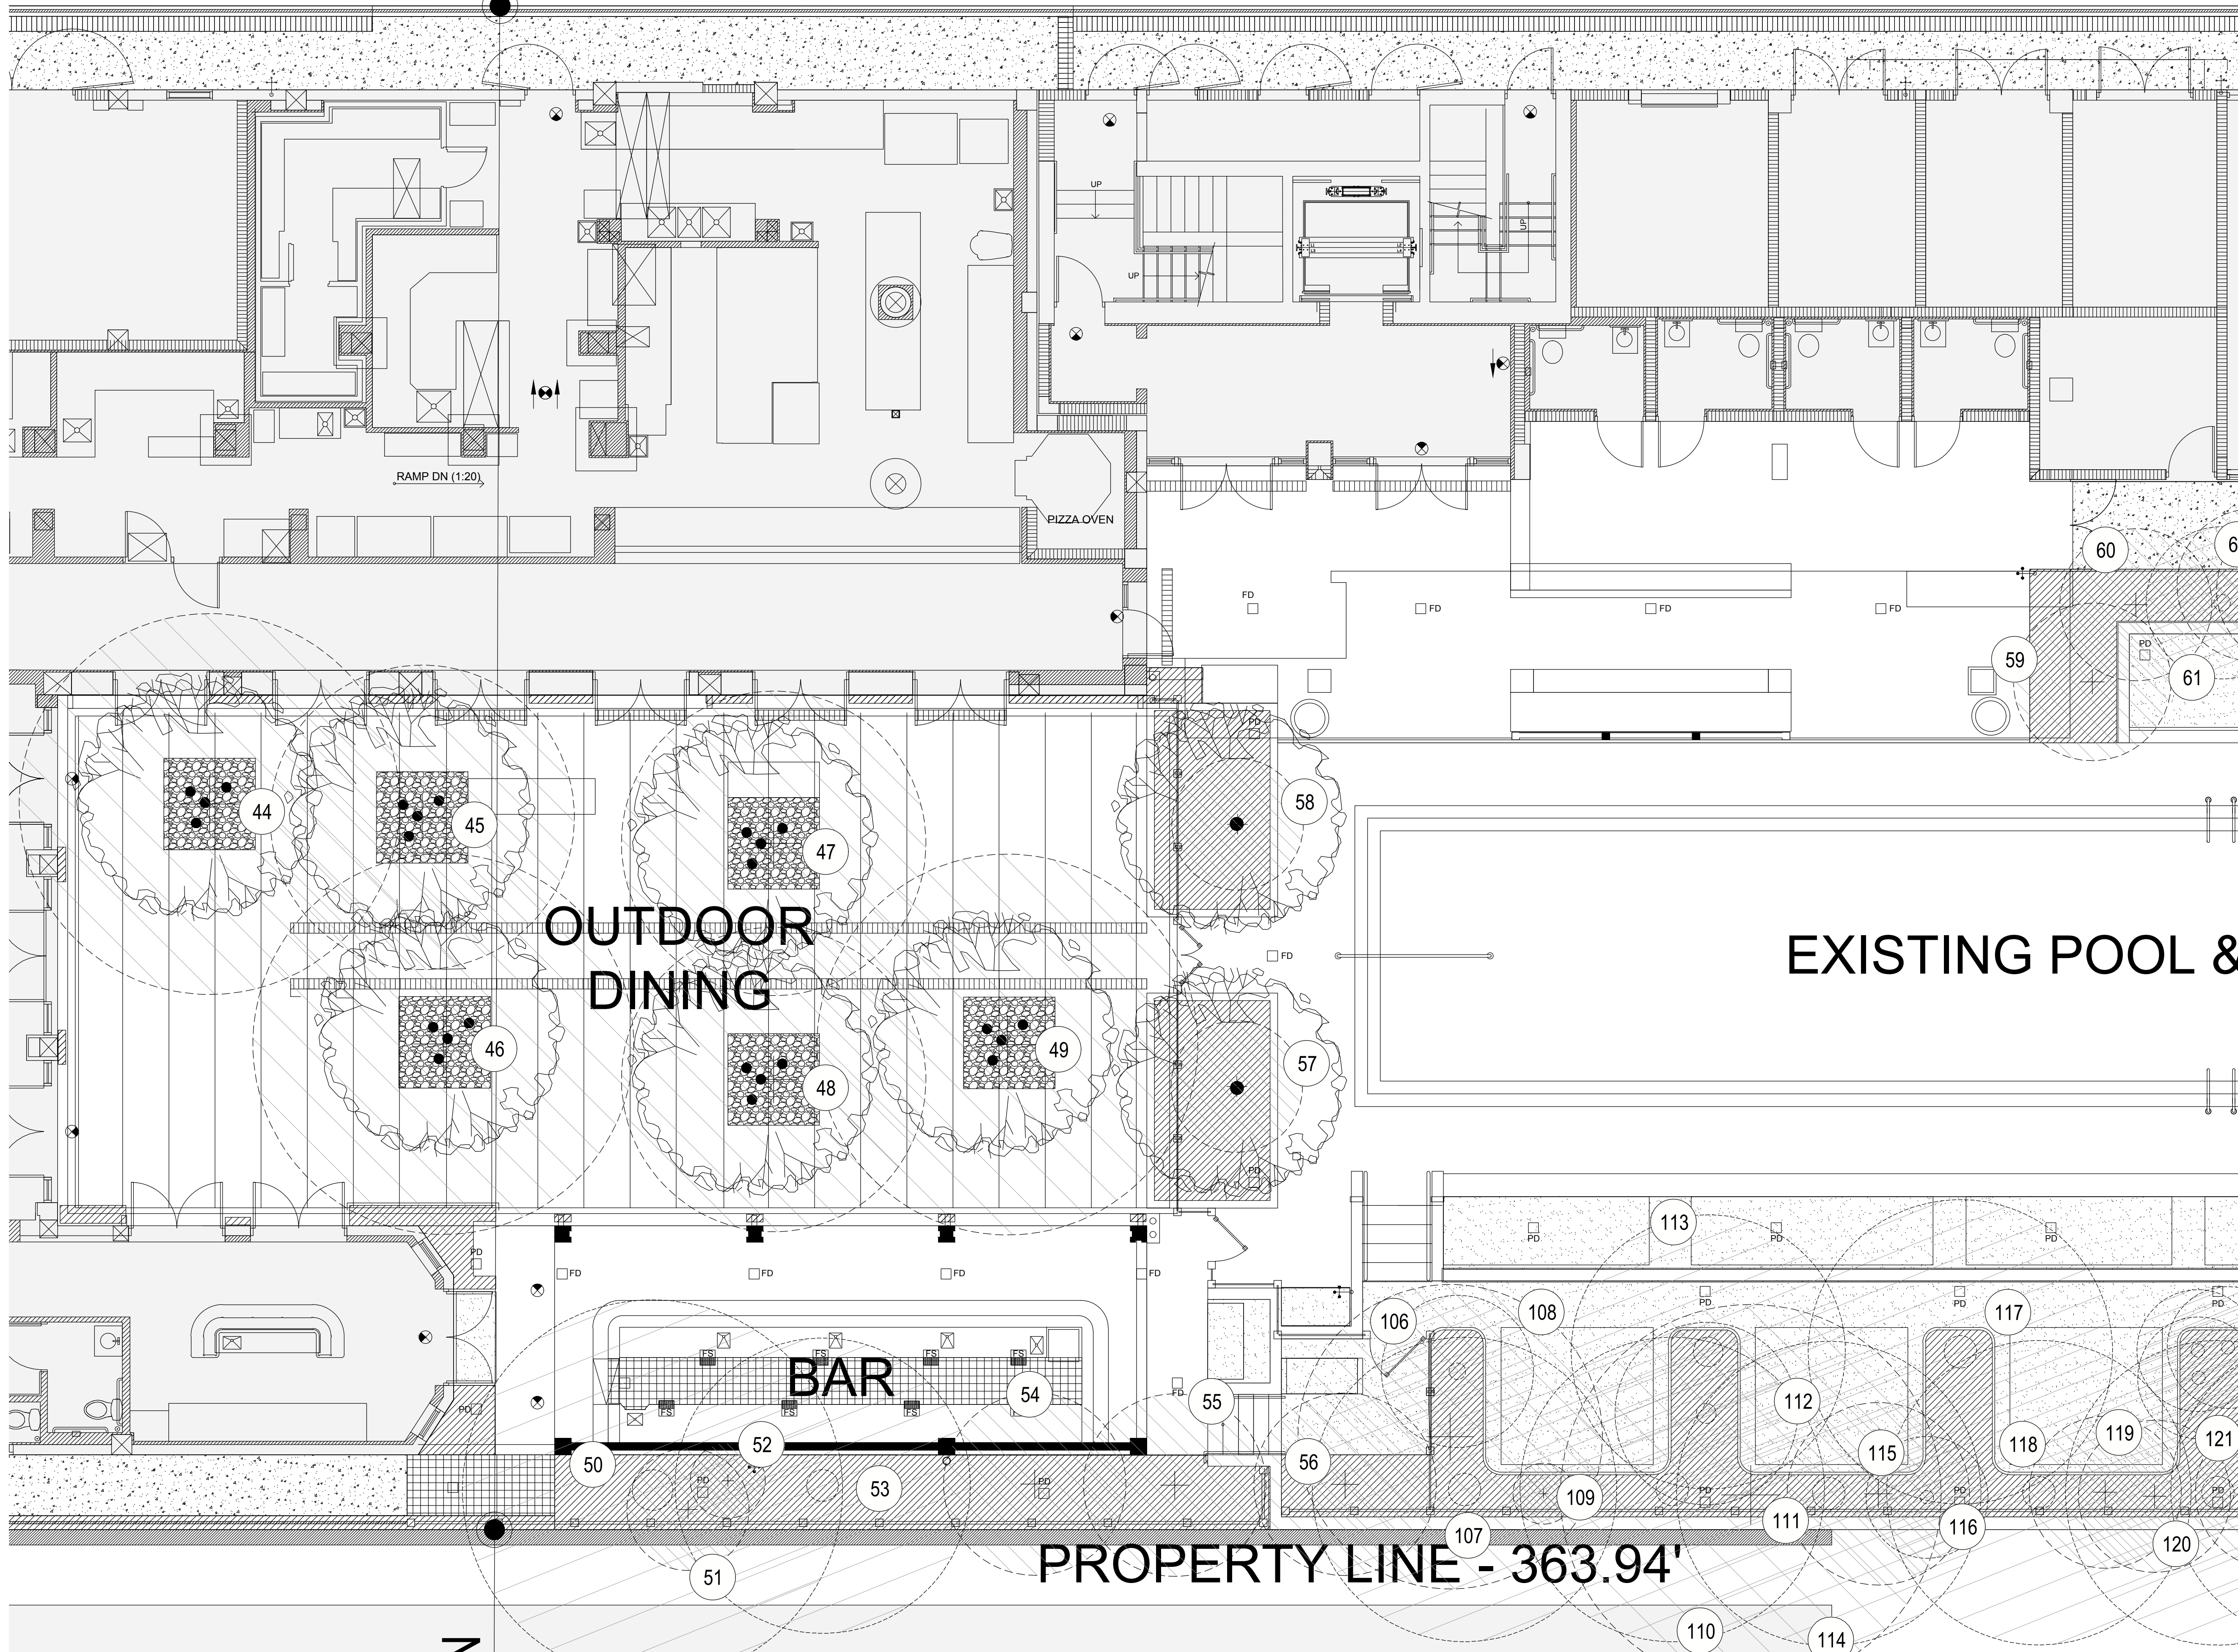 UP
UP
UP
RAMP DN (1:20)
PIZZA OVEN
60
FD
FD
FD
FD
59
PD
61
PD
44
45
47
58
OUTDOOR
DINING
FD
EXISTING POOL &
46
48
49
57
PD
113
PD
PD
PD
PD
FD
FD
FD
FD
106
108
PD
PD
117
PD
FS
FS
FS
FS
BAR
54
FD
55
112
PD
FS
FS
FS
50
52
53
PD
PD
56
109
PD
115
118
119
121
PD
PD
107
111
116
120
51
PROPERTY LINE - 363.94'
110
114